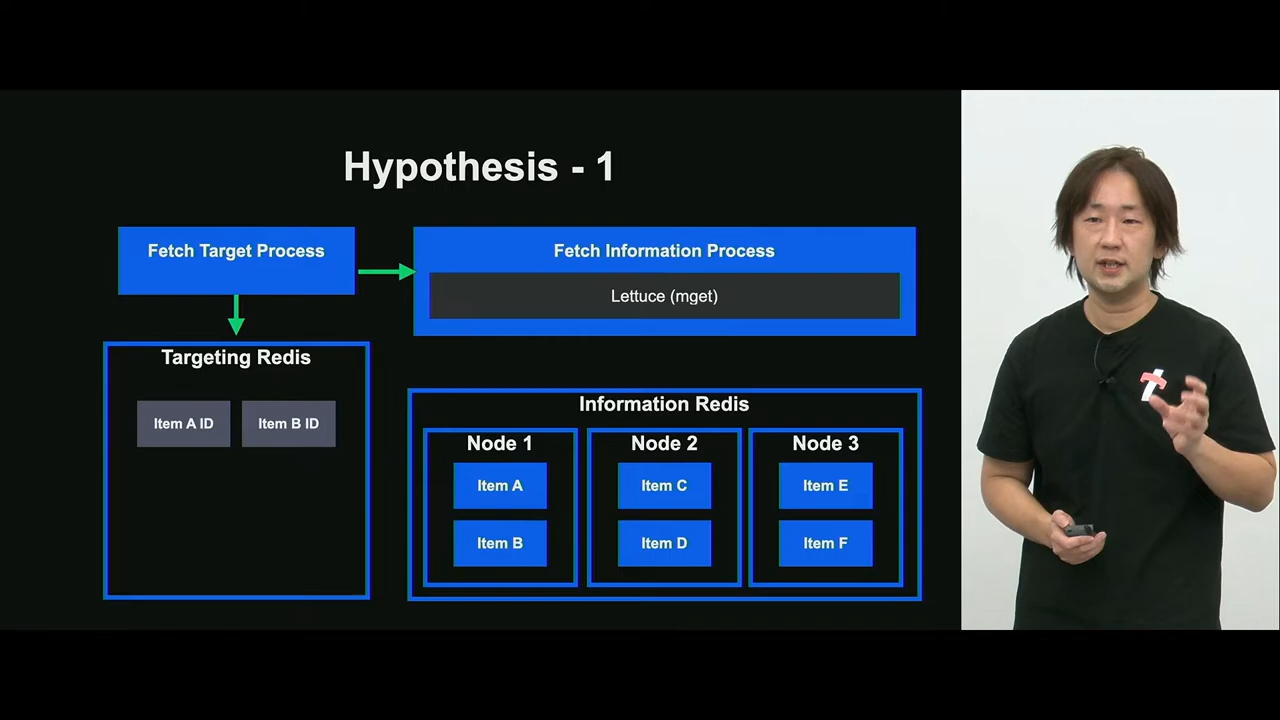 Hypothesis - 1
Fetch Target Process
Fetch Information Process
Lettuce (mget)
Targeting Redis
Item A ID
Item B ID
Information Redis
Node 1
Node 2
Node 3
Item A
Item C
Item E
Item B
Item D
Item F